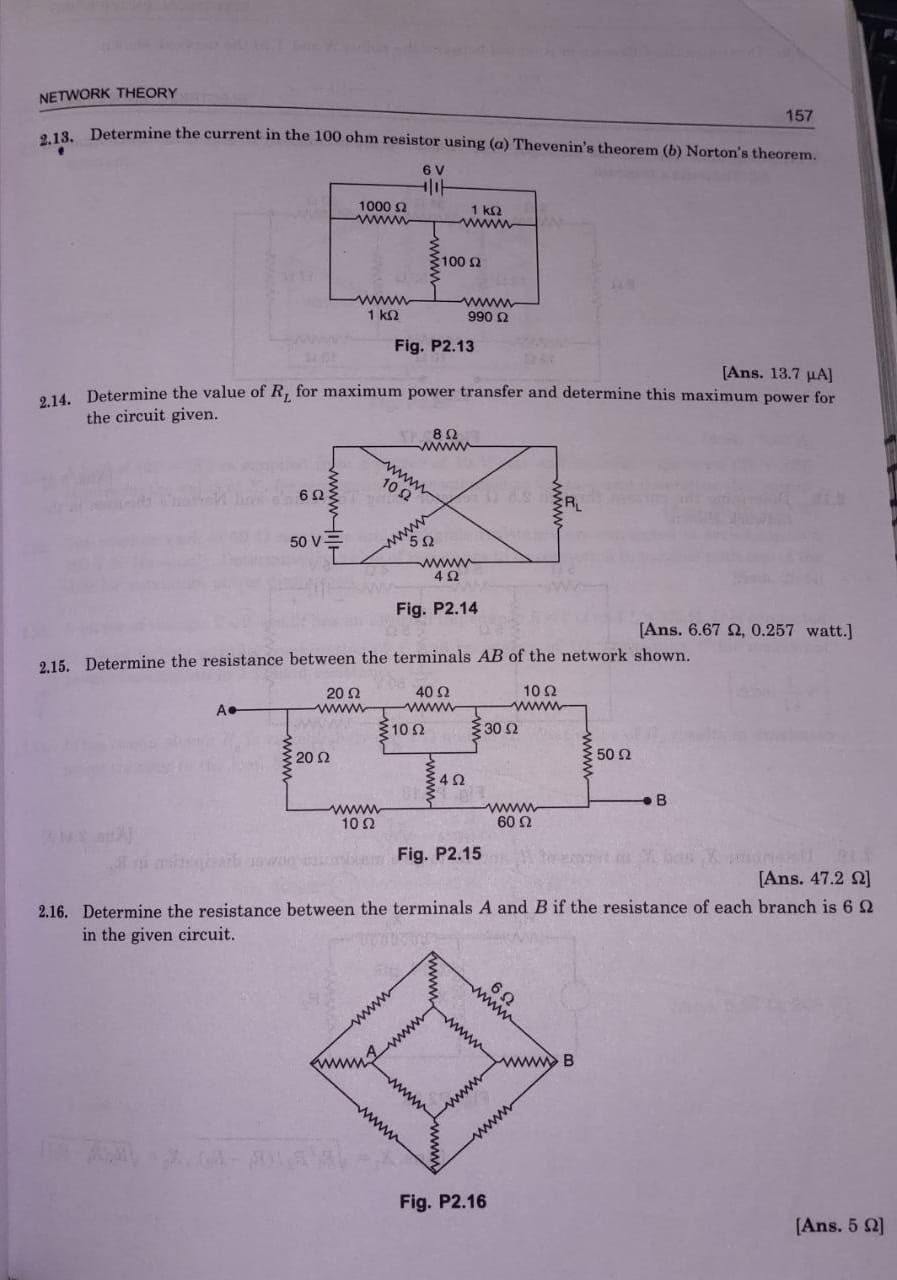 NETWORK THEORY
157
2.13. Determine the current in the 100 ohm resistor using (a) Thevenin's theorem (b) Norton's theorem.
6 V
1000 Ω
1 kΩ
100 Ω
1 kΩ
990 Ω
Fig. P2.13
[Ans. 13.7 μA]
2.14. Determine the value of R_L for maximum power transfer and determine this maximum power for
the circuit given.
8 Ω
10 Ω
6 Ω
R_L
50 V
5 Ω
4 Ω
Fig. P2.14
[Ans. 6.67 Ω, 0.257 watt.]
2.15. Determine the resistance between the terminals AB of the network shown.
20 Ω
40 Ω
10 Ω
A
10 Ω
30 Ω
20 Ω
50 Ω
4 Ω
B
10 Ω
60 Ω
Fig. P2.15
[Ans. 47.2 Ω]
2.16. Determine the resistance between the terminals A and B if the resistance of each branch is 6 Ω
in the given circuit.
6 Ω
A
B
Fig. P2.16
[Ans. 5 Ω]